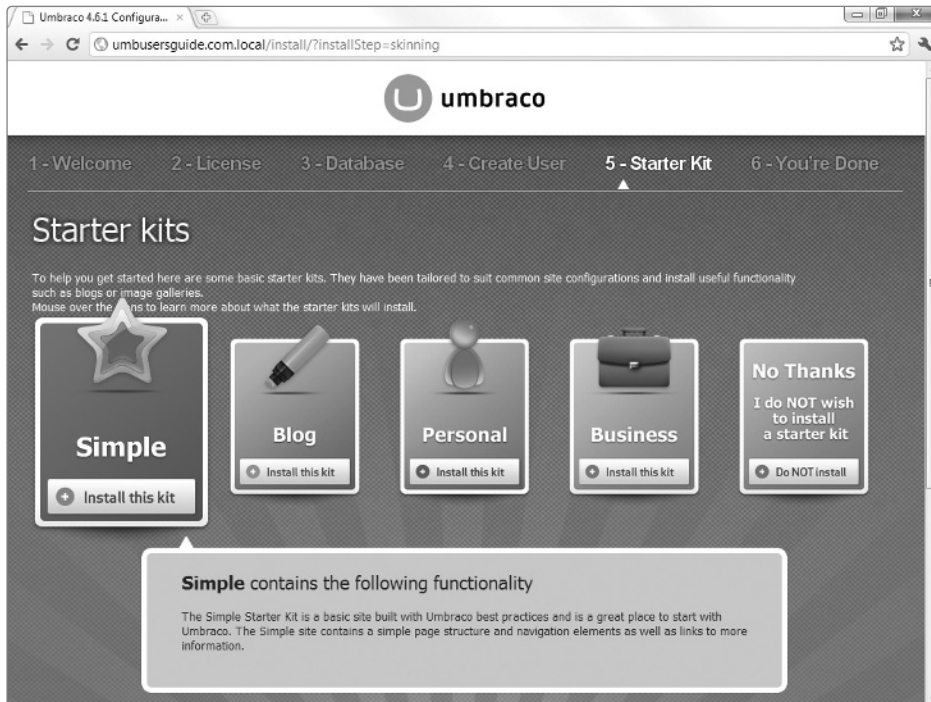 Umbraco 4.6.1 Configura...
umbusersguide.com.local/install/?installStep=skinning
umbraco
1 - Welcome 2 - License 3 - Database 4 - Create User 5 - Starter Kit 6 - You're Done
Starter kits
To help you get started here are some basic starter kits. They have been tailored to suit common site configurations and install useful functionality
such as blogs or image galleries.
Mouse over the to learn more about what the starter kits will install.
Simple
Install this kit
Blog
Install this kit
Personal
Install this kit
Business
Install this kit
No Thanks
I do NOT wish
to install
a starter kit
Do NOT install
Simple contains the following functionality
The Simple Starter Kit is a basic site built with Umbraco best practices and is a great place to start with
Umbraco. The Simple site contains a simple page structure and navigation elements as well as links to more
information.